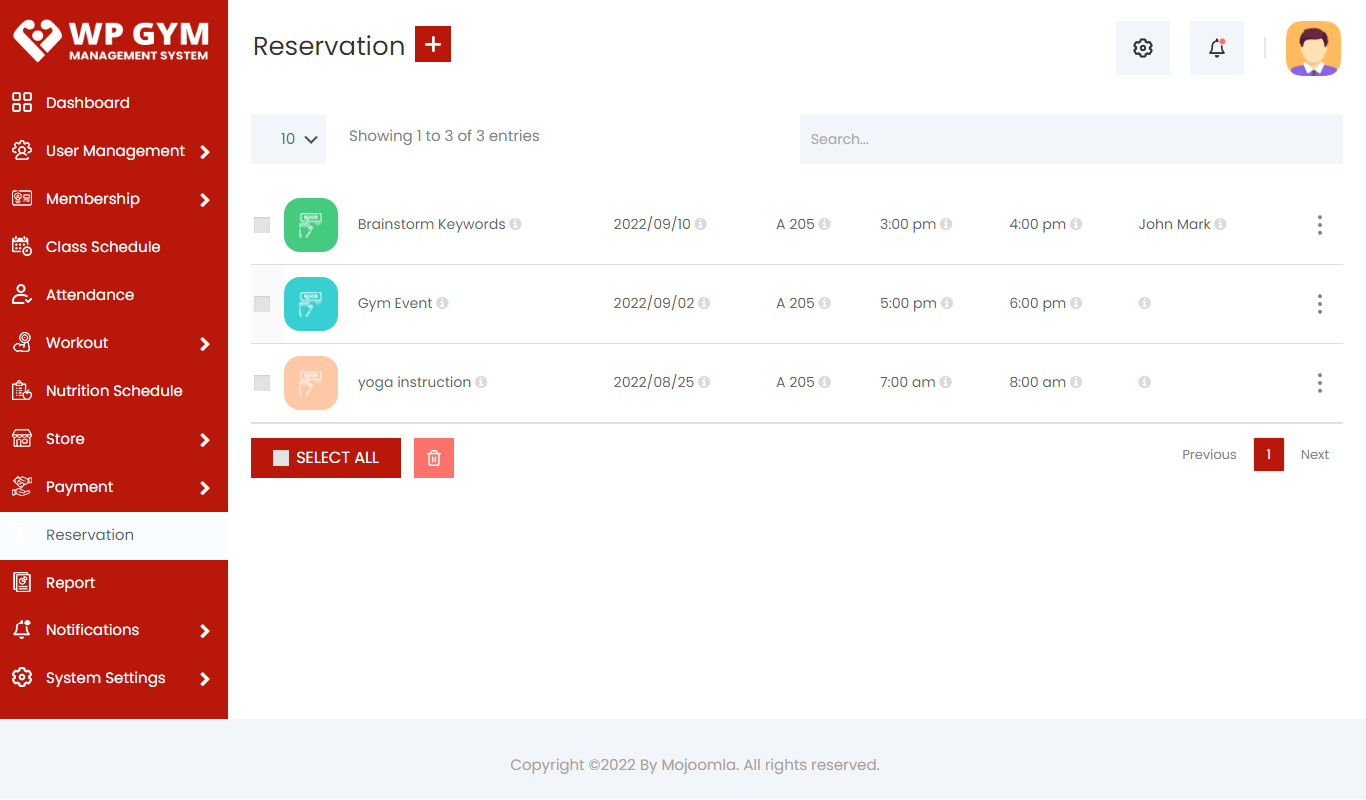 WP GYM
MANAGEMENT SYSTEM
Dashboard
User Management
Membership
Class Schedule
Attendance
Workout
Nutrition Schedule
Store
Payment
Reservation
Report
Notifications
System Settings
Reservation
10 Showing 1 to 3 of 3 entries Search...
Brainstorm Keywords 2022/09/10 A 205 3:00 pm 4:00 pm John Mark
Gym Event 2022/09/02 A 205 5:00 pm 6:00 pm
yoga instruction 2022/08/25 A 205 7:00 am 8:00 am
SELECT ALL Previous 1 Next
Copyright ©2022 By Mojoomla. All rights reserved.